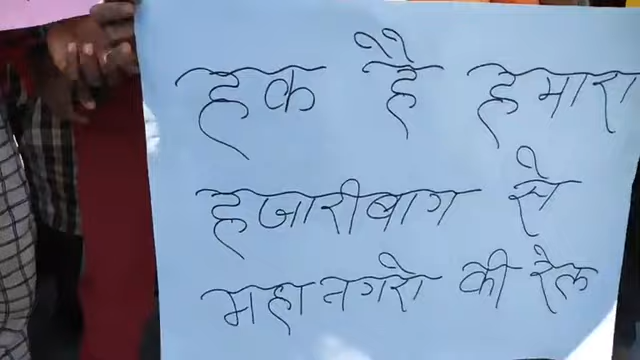 हक है हमारा
हजारीबाग से
महानगरो की रेल